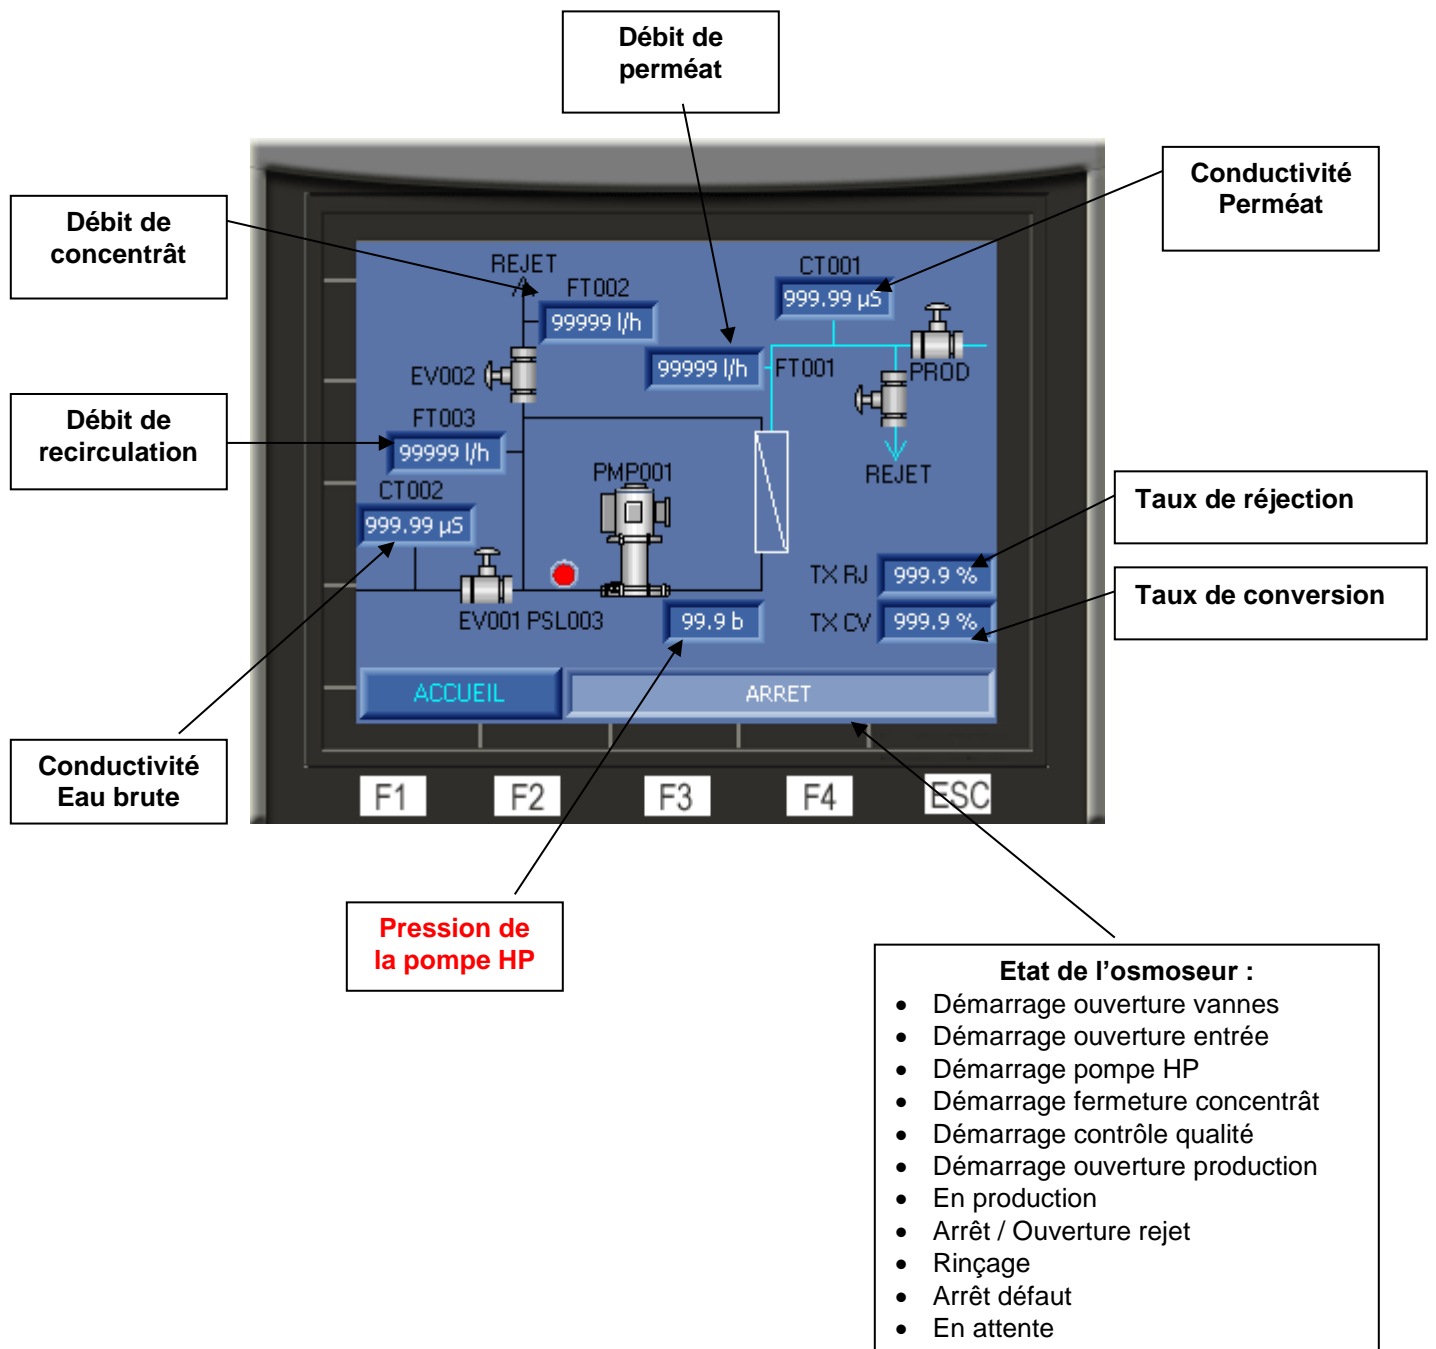 Débit de
perméat
Conductivité
Perméat
Débit de
concentrât
REJET
FT002
99999 l/h
CT001
999.99 µS
EV002
99999 l/h
FT001
PROD
Débit de
recirculation
FT003
99999 l/h
REJET
CT002
999.99 µS
PMP001
Taux de réjection
TX RJ
999.9 %
Taux de conversion
EV001 PSL003
99.9 b
TX CV
999.9 %
ACCUEIL
ARRET
Conductivité
Eau brute
F1
F2
F3
F4
ESC
Pression de
la pompe HP
Etat de l’osmoseur :
• Démarrage ouverture vannes
• Démarrage ouverture entrée
• Démarrage pompe HP
• Démarrage fermeture concentrât
• Démarrage contrôle qualité
• Démarrage ouverture production
• En production
• Arrêt / Ouverture rejet
• Rinçage
• Arrêt défaut
• En attente